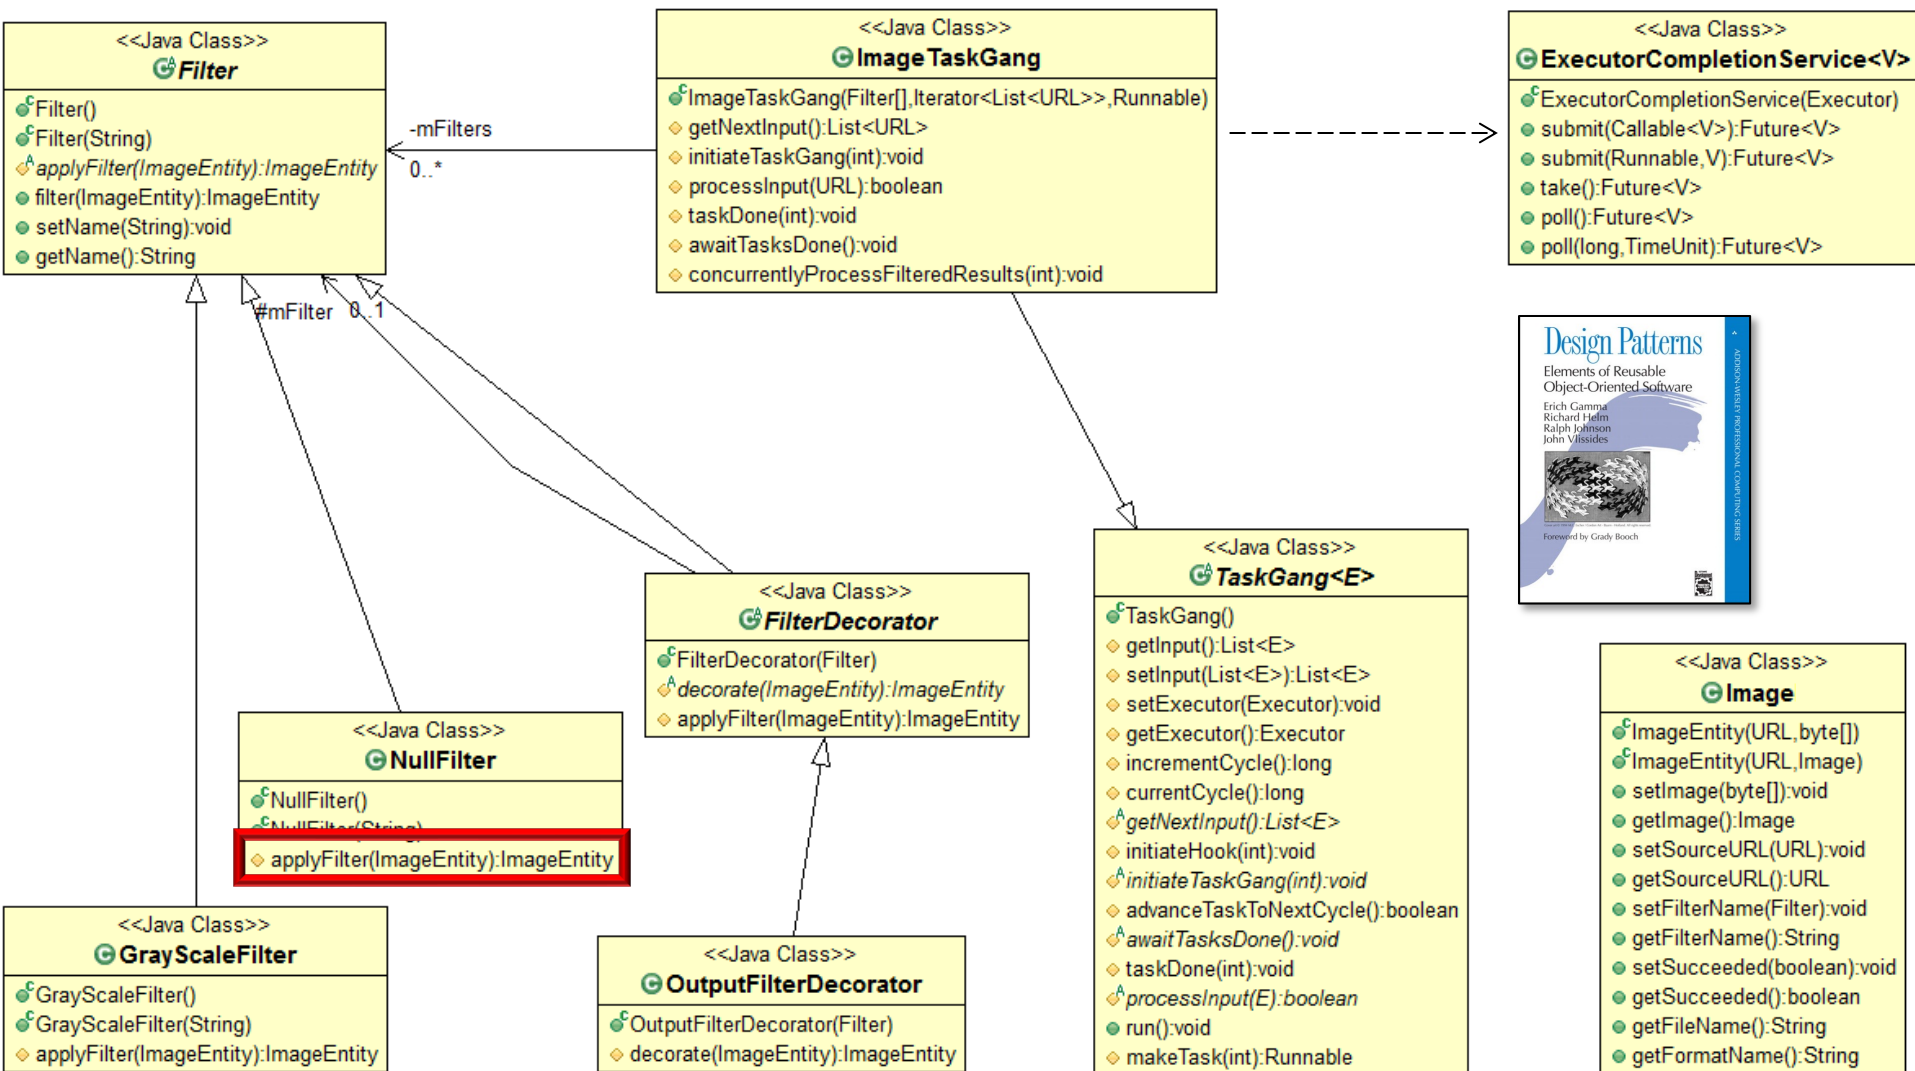 <<Java Class>>
Filter
Filter()
Filter(String)
applyFilter(ImageEntity):ImageEntity
filter(ImageEntity):ImageEntity
setName(String):void
getName():String
-mFilters
0..*
<<Java Class>>
ImageTaskGang
ImageTaskGang(Filter[],Iterator<List<URL>>,Runnable)
getNextInput():List<URL>
initiateTaskGang(int):void
processInput(URL):boolean
taskDone(int):void
awaitTasksDone():void
concurrentlyProcessFilteredResults(int):void
<<Java Class>>
ExecutorCompletionService<V>
ExecutorCompletionService(Executor)
submit(Callable<V>):Future<V>
submit(Runnable,V):Future<V>
take():Future<V>
poll():Future<V>
poll(long,TimeUnit):Future<V>
#mFilter 0..1
Design Patterns
Elements of Reusable
Object-Oriented Software
Erich Gamma
Richard Helm
Ralph Johnson
John Vlissides
Foreword by Grady Booch
ADDISON-WESLEY PROFESSIONAL COMPUTING SERIES
<<Java Class>>
FilterDecorator
FilterDecorator(Filter)
decorate(ImageEntity):ImageEntity
applyFilter(ImageEntity):ImageEntity
<<Java Class>>
NullFilter
NullFilter()
NullFilter(String)
applyFilter(ImageEntity):ImageEntity
<<Java Class>>
GrayScaleFilter
GrayScaleFilter()
GrayScaleFilter(String)
applyFilter(ImageEntity):ImageEntity
<<Java Class>>
OutputFilterDecorator
OutputFilterDecorator(Filter)
decorate(ImageEntity):ImageEntity
<<Java Class>>
TaskGang<E>
TaskGang()
getInput():List<E>
setInput(List<E>):List<E>
setExecutor(Executor):void
getExecutor():Executor
incrementCycle():long
currentCycle():long
getNextInput():List<E>
initiateHook(int):void
initiateTaskGang(int):void
advanceTaskToNextCycle():boolean
awaitTasksDone():void
taskDone(int):void
processInput(E):boolean
run():void
makeTask(int):Runnable
<<Java Class>>
Image
ImageEntity(URL,byte[])
ImageEntity(URL,Image)
setImage(byte[]):void
getImage():Image
setSourceURL(URL):void
getSourceURL():URL
setFilterName(Filter):void
getFilterName():String
setSucceeded(boolean):void
getSucceeded():boolean
getFileName():String
getFormatName():String